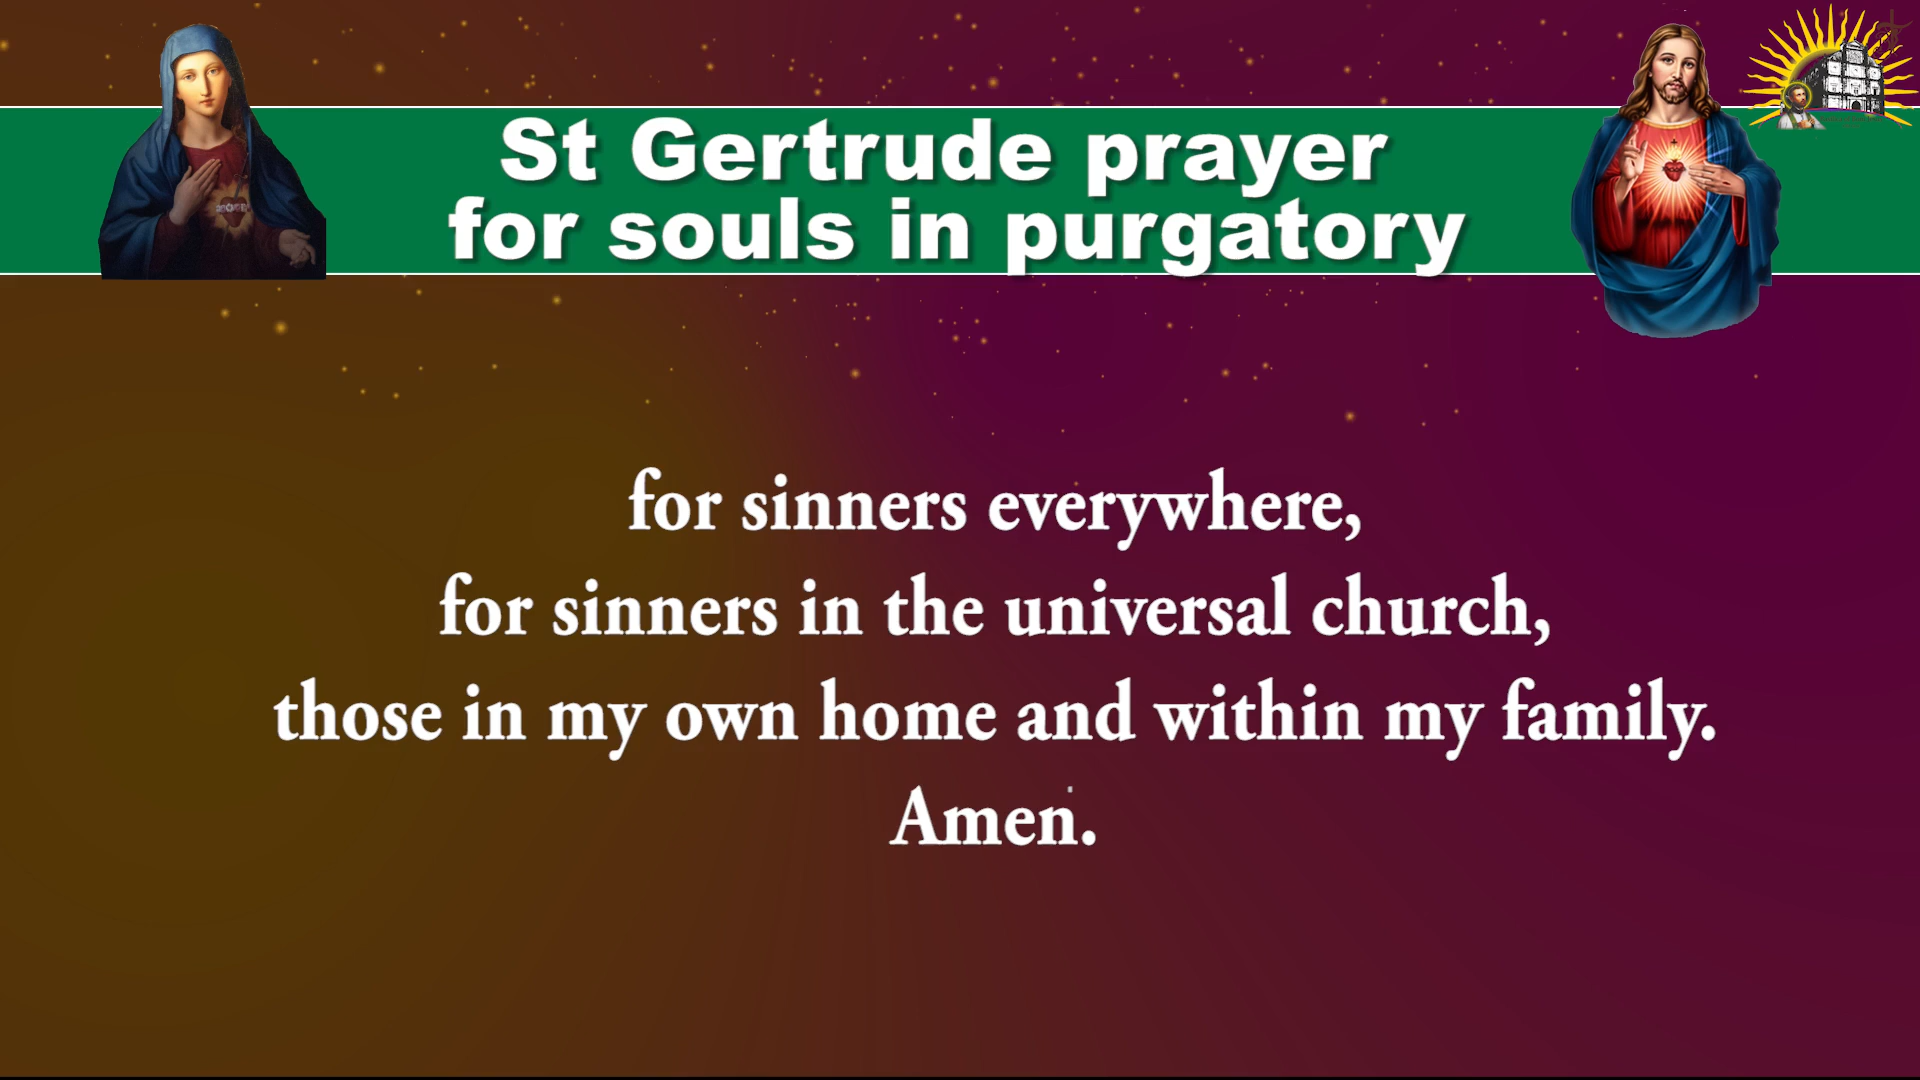 St Gertrude prayer
for souls in purgatory
for sinners everywhere,
for sinners in the universal church,
those in my own home and within my family.
Amen.